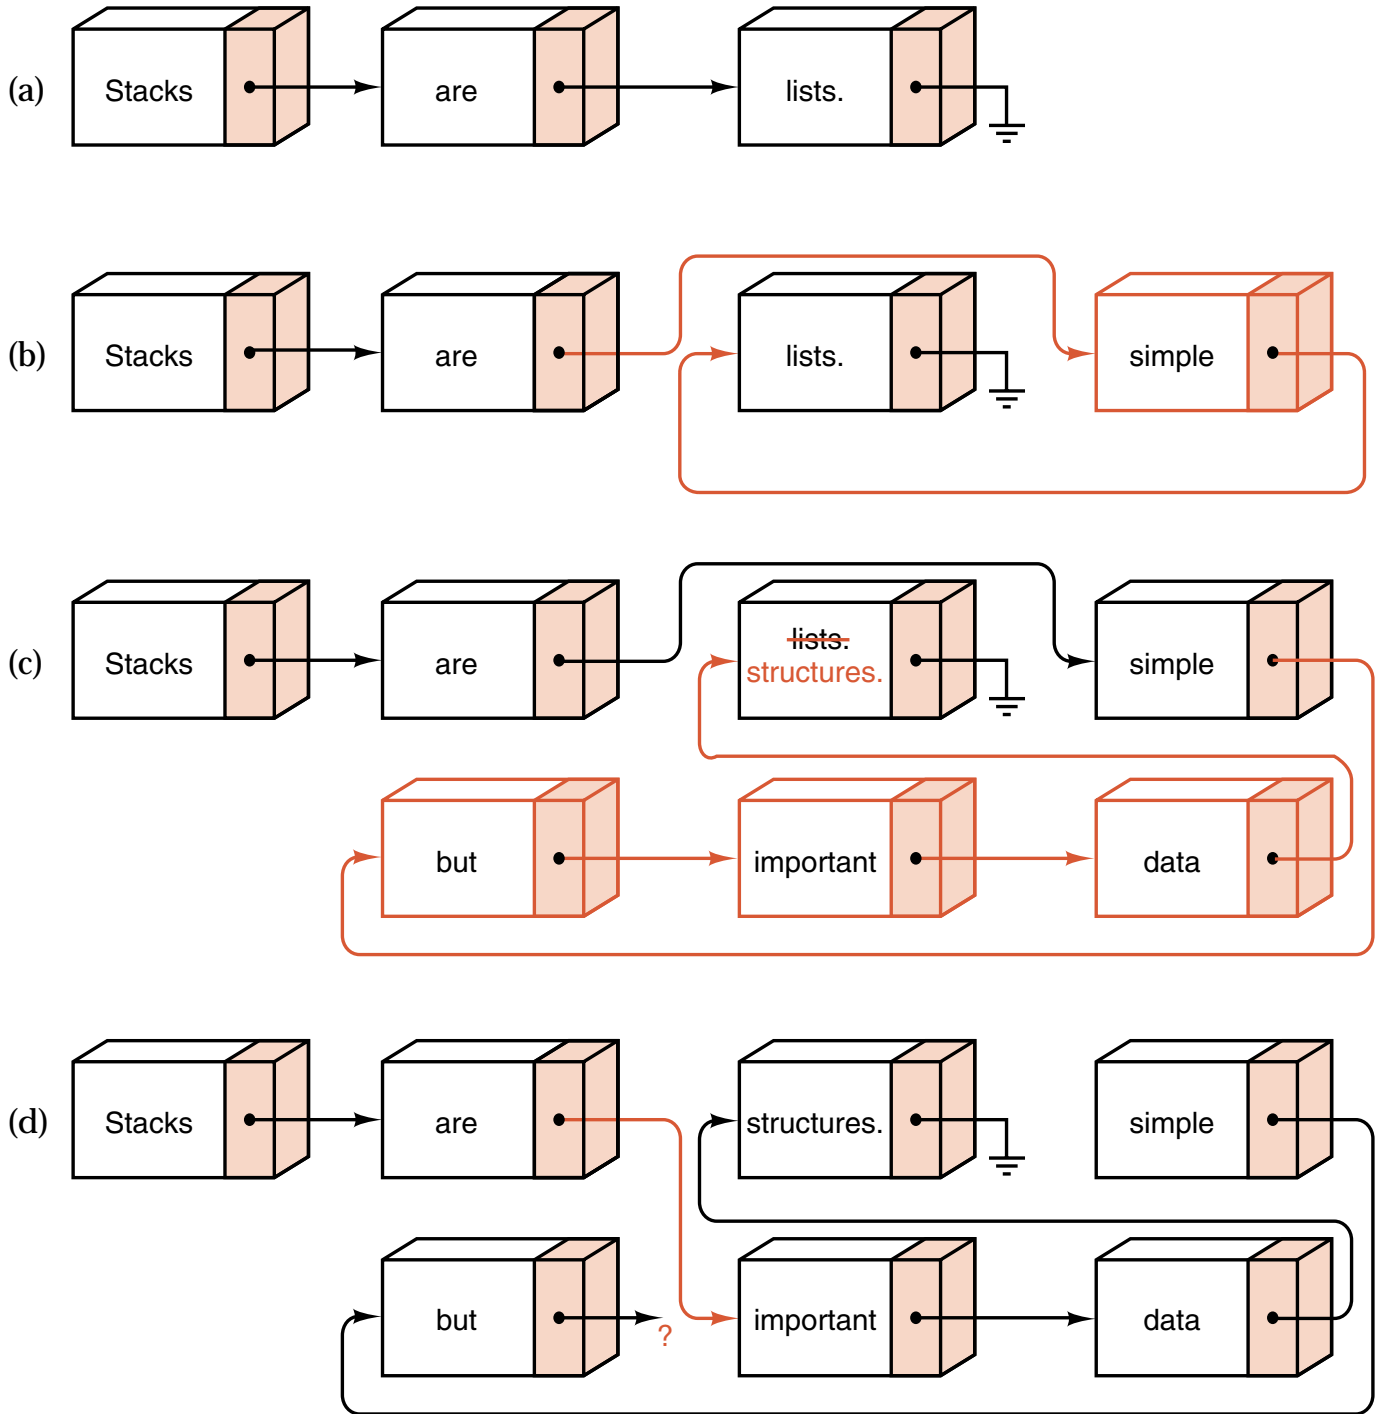 (a) Stacks are lists.
(b) Stacks are lists. simple
(c) Stacks are lists. simple
structures.
but important data
(d) Stacks are structures. simple
but ? important data